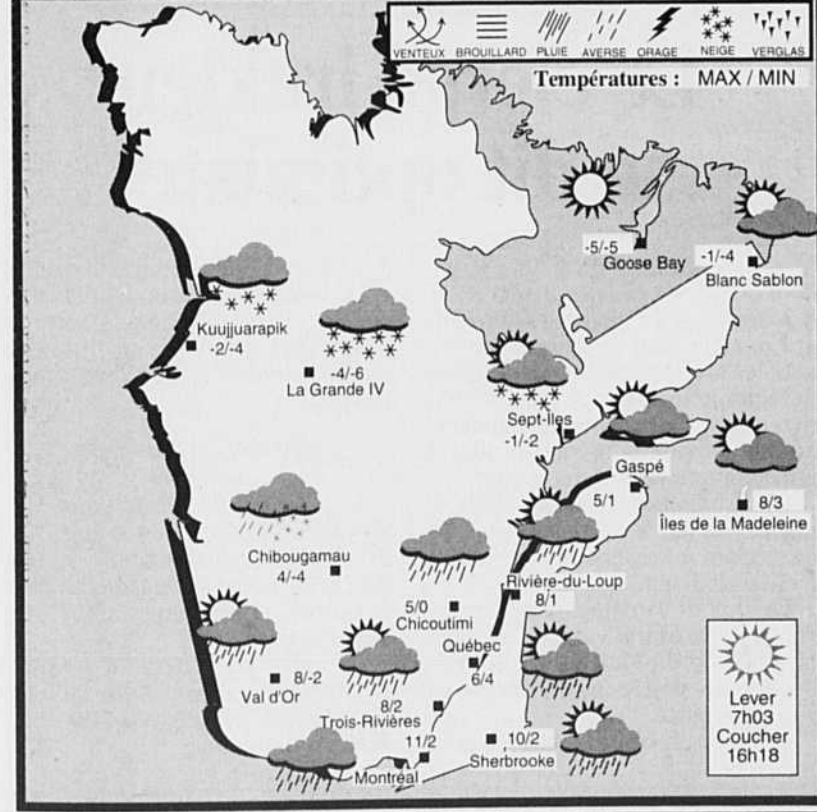 VENTEUX BROUILLARD PLUIE AVERSE ORAGE NEIGE VERGLAS
Températures : MAX / MIN
-5/-5
Goose Bay
-1/-4
Blanc Sablon
Kuujjuarapik
-2/-4
-4/-6
La Grande IV
Sept-Iles
-1/-2
Gaspé
5/1
8/3
Îles de la Madeleine
Chibougamau
4/-4
Rivière-du-Loup
8/1
5/0
Chicoutimi
Québec
6/4
8/-2
Val d'Or
8/2
Trois-Rivières
11/2
Montréal
10/2
Sherbrooke
Lever
7h03
Coucher
16h18